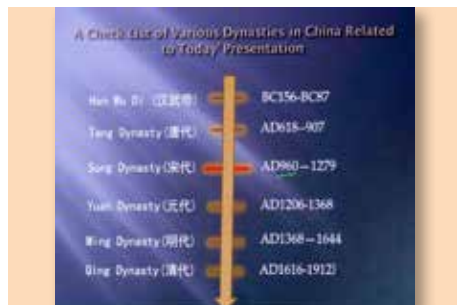 A Check List of Various Dynasties in China Related
to Today' Presentation
Han Wu Di (汉武帝) BC156-BC87
Tang Dynasty(唐代) AD618-907
Song Dynasty(宋代) AD960-1279
Yuan Dynasty(元代) AD1206-1368
Ming Dynasty(明代) AD1368-1644
Qing Dynasty(清代) AD1616-1912)